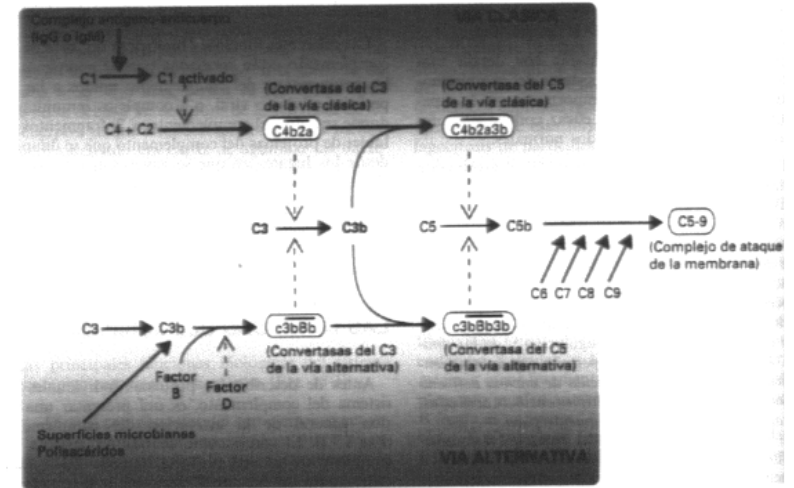 Complejo antígeno-anticuerpo
(IgG o IgM)
VIA CLASICA
C1 C1 activado
(Convertasa del C3
de la vía clásica)
(Convertasa del C5
de la vía clásica)
C4 + C2
C4b2a
C4b2a3b
C3 C3b
C5 C5b
C5-9
(Complejo de ataque
de la membrana)
C6 C7 C8 C9
C3 C3b
c3bBb
c3bBb3b
(Convertasas del C3
de la vía alternativa)
(Convertasa del C5
de la vía alternativa)
Factor
B
Factor
D
Superficies microbianas
Polisacáridos
VIA ALTERNATIVA